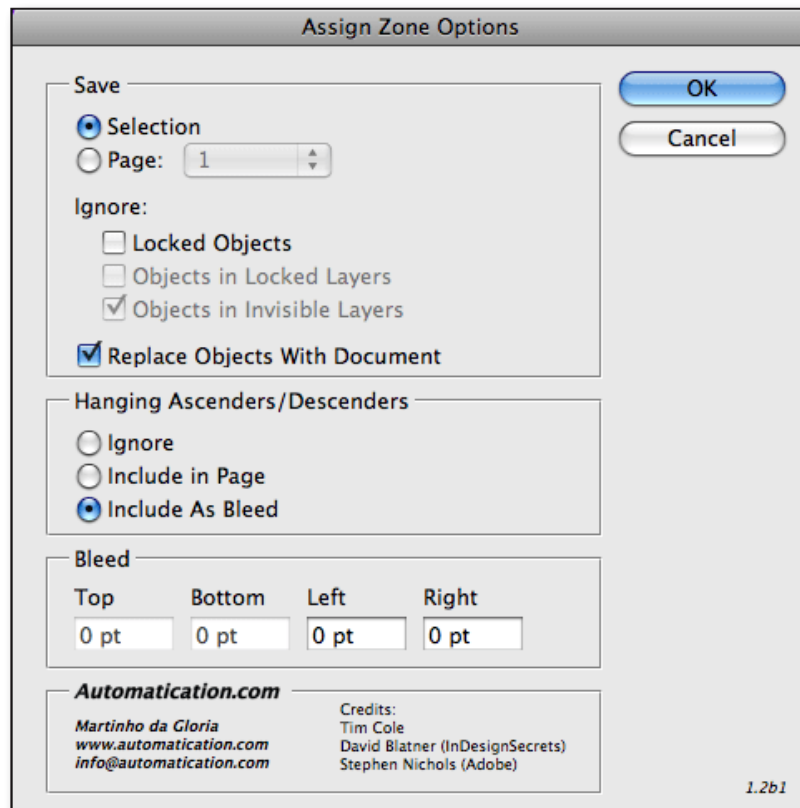 Assign Zone Options
Save
OK
Selection
Cancel
Page: 1
Ignore:
Locked Objects
Objects in Locked Layers
Objects in Invisible Layers
Replace Objects With Document
Hanging Ascenders/Descenders
Ignore
Include in Page
Include As Bleed
Bleed
Top Bottom Left Right
0 pt 0 pt 0 pt 0 pt
Automatication.com
Martinho da Gloria
www.automatication.com
info@automatication.com
Credits:
Tim Cole
David Blatner (InDesignSecrets)
Stephen Nichols (Adobe)
1.2b1